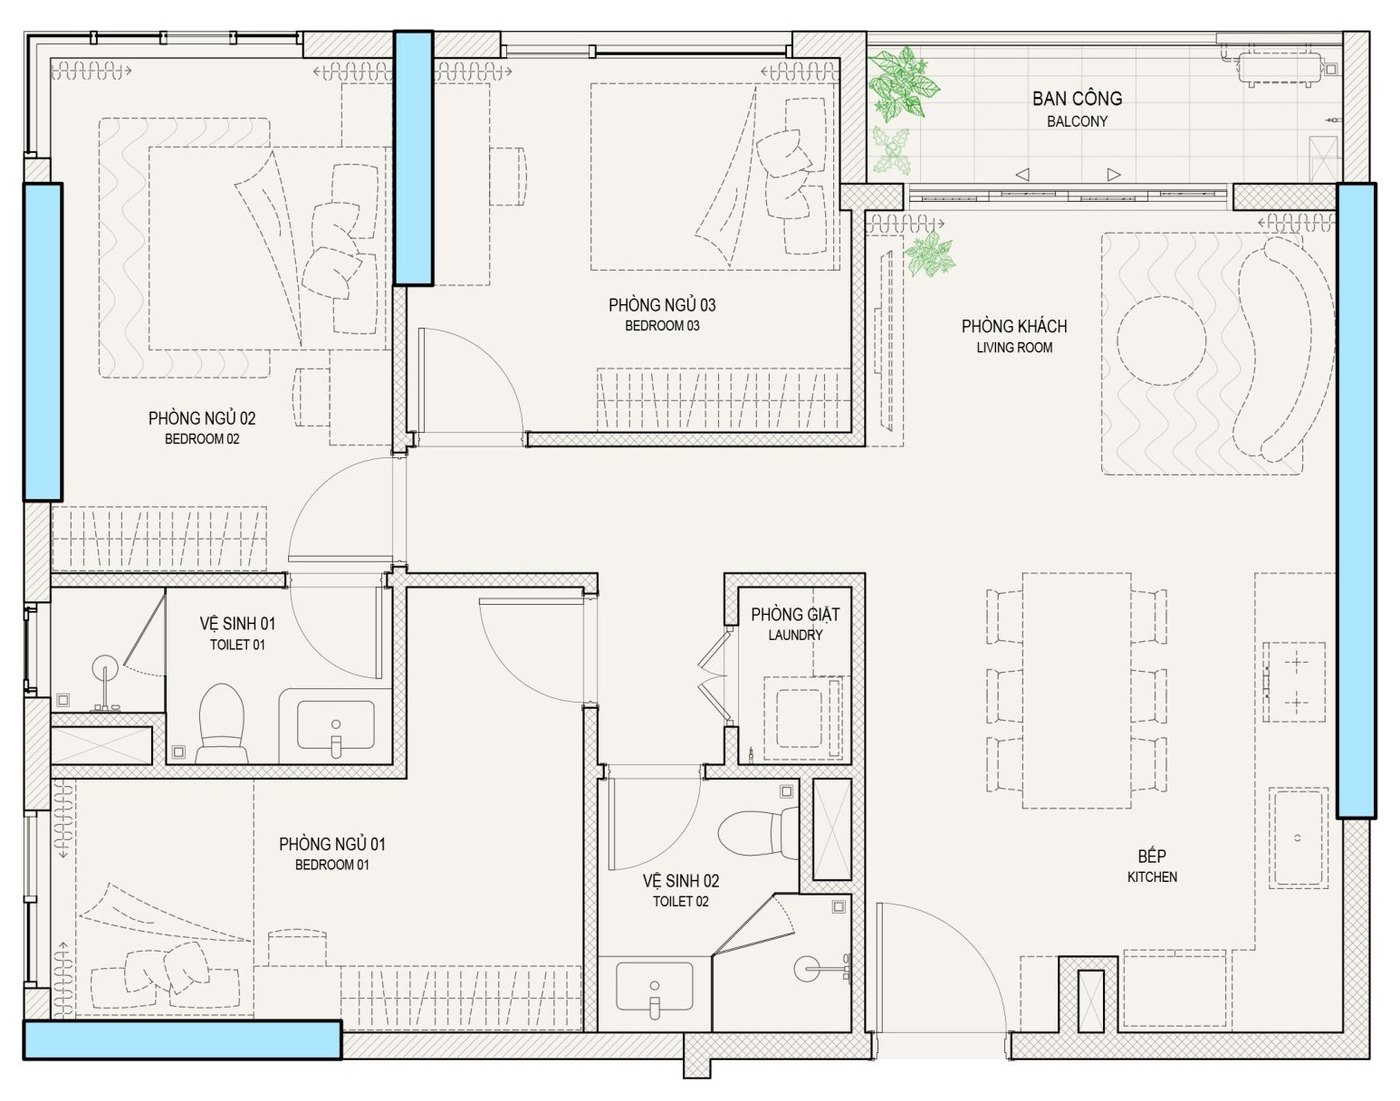 BAN CÔNG
BALCONY
PHÒNG NGỦ 03
BEDROOM 03
PHÒNG KHÁCH
LIVING ROOM
PHÒNG NGỦ 02
BEDROOM 02
VỆ SINH 01
TOILET 01
PHÒNG GIẶT
LAUNDRY
PHÒNG NGỦ 01
BEDROOM 01
VỆ SINH 02
TOILET 02
BẾP
KITCHEN